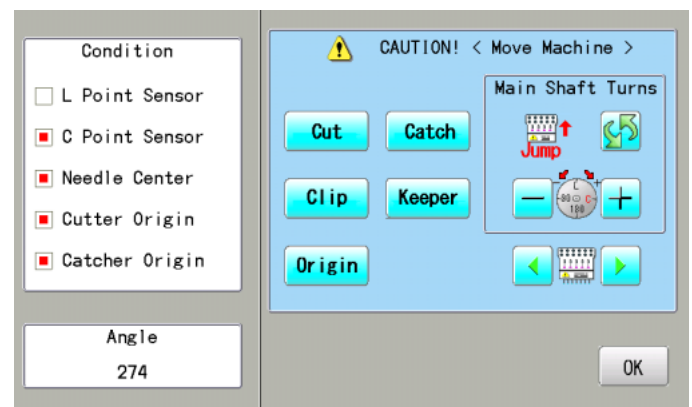 Condition
L Point Sensor
C Point Sensor
Needle Center
Cutter Origin
Catcher Origin
Angle
274
CAUTION! < Move Machine >
Main Shaft Turns
Cut
Catch
Jump
Clip
Keeper
L
C
180
Origin
OK